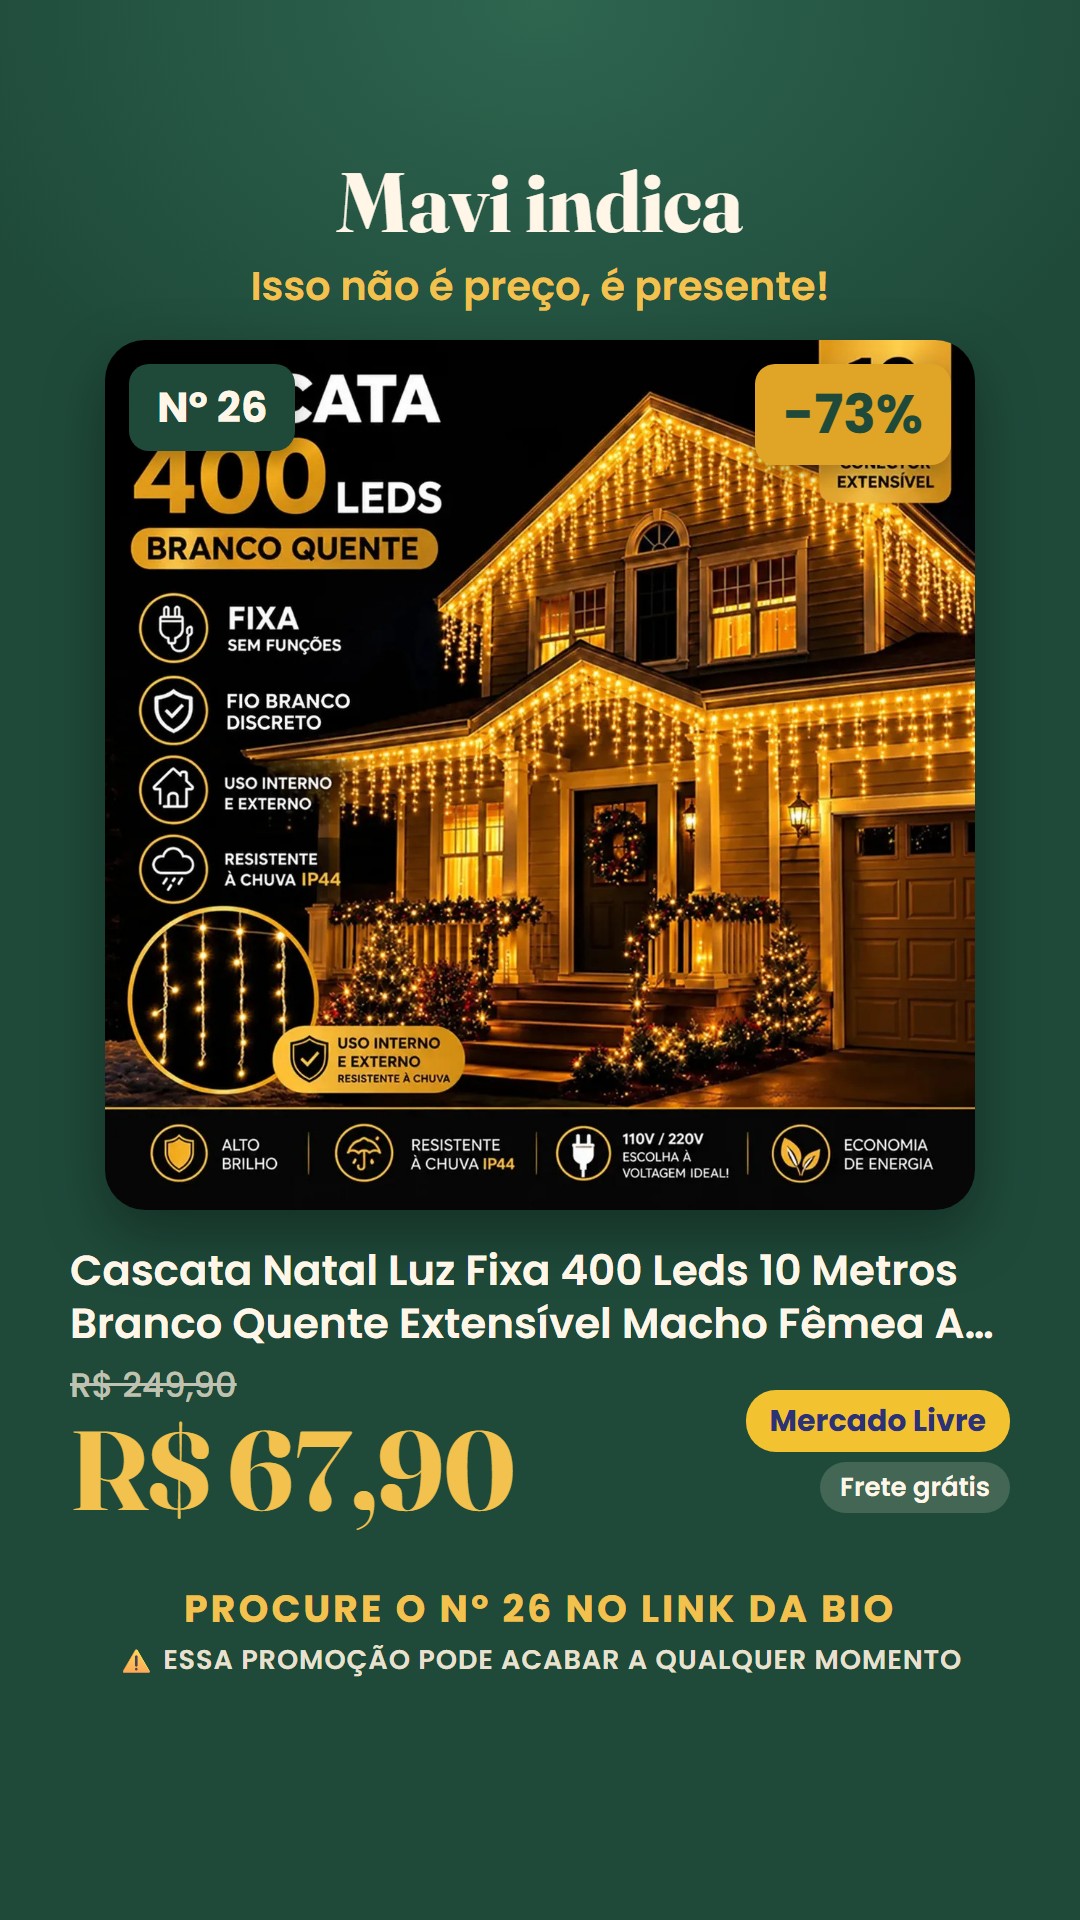 Mavi indica
Isso não é preço, é presente!
Nº 26
CATA
-73%
400 LEDS
EXTENSÍVEL
BRANCO QUENTE
FIXA
SEM FUNÇÕES
FIO BRANCO
DISCRETO
USO INTERNO
E EXTERNO
RESISTENTE
À CHUVA IP44
USO INTERNO
E EXTERNO
RESISTENTE À CHUVA
ALTO
BRILHO
RESISTENTE
À CHUVA IP44
110V / 220V
ESCOLHA À
VOLTAGEM IDEAL!
ECONOMIA
DE ENERGIA
Cascata Natal Luz Fixa 400 Leds 10 Metros
Branco Quente Extensível Macho Fêmea A...
R$ 249,90
R$ 67,90
Mercado Livre
Frete grátis
PROCURE O Nº 26 NO LINK DA BIO
⚠ ESSA PROMOÇÃO PODE ACABAR A QUALQUER MOMENTO